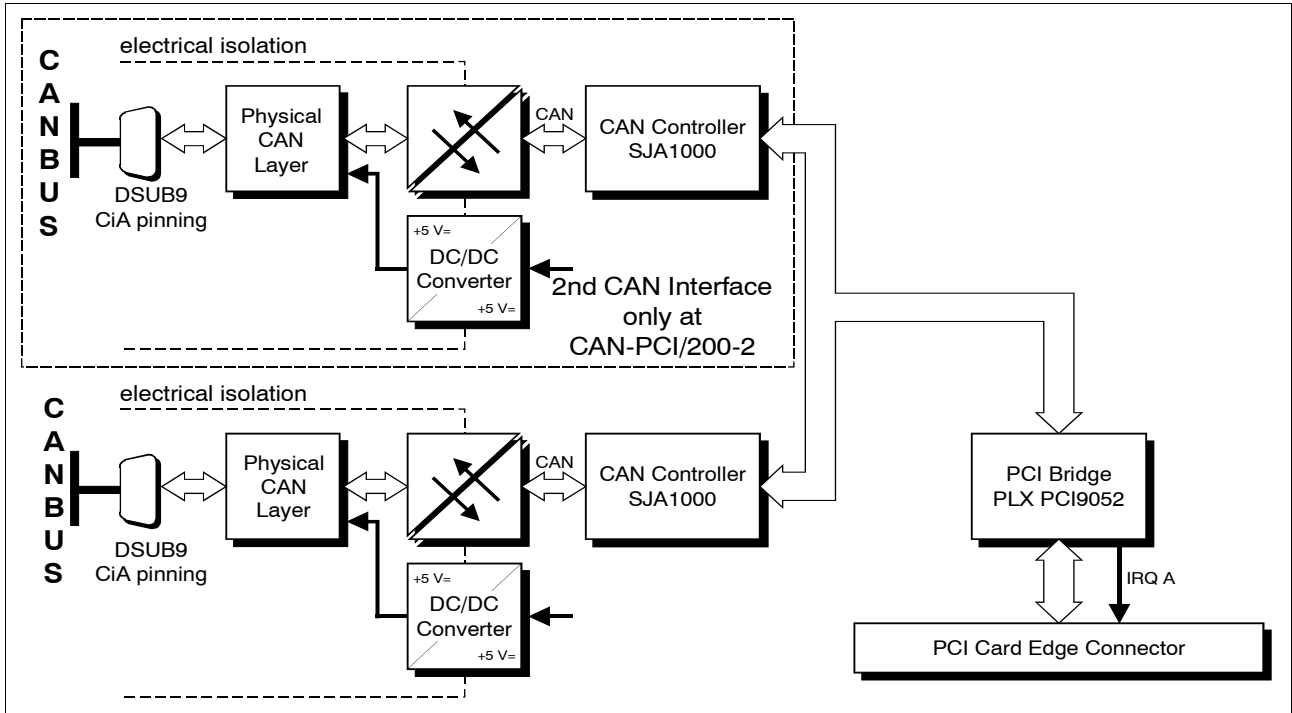 CANBUS
electrical isolation
DSUB9
CiA pinning
Physical
CAN
Layer
CAN
CAN Controller
SJA1000
+5 V=
DC/DC
Converter
+5 V=
2nd CAN Interface
only at
CAN-PCI/200-2
CANBUS
electrical isolation
DSUB9
CiA pinning
Physical
CAN
Layer
CAN
CAN Controller
SJA1000
+5 V=
DC/DC
Converter
+5 V=
PCI Bridge
PLX PCI9052
IRQ A
PCI Card Edge Connector